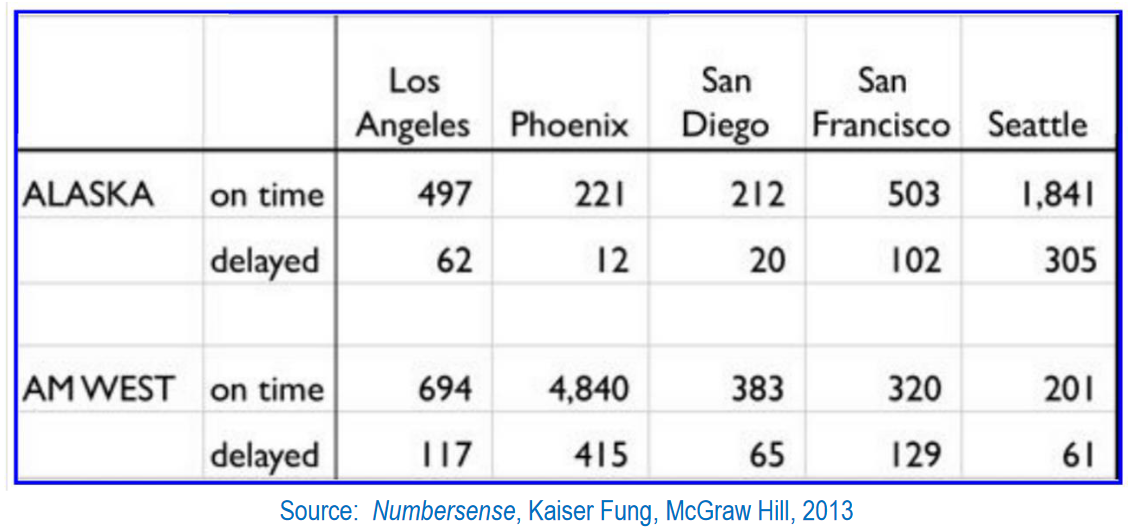 Los Angeles Phoenix San Diego San Francisco Seattle
ALASKA on time 497 221 212 503 1,841
delayed 62 12 20 102 305
AM WEST on time 694 4,840 383 320 201
delayed 117 415 65 129 61
Source: Numbersense, Kaiser Fung, McGraw Hill, 2013